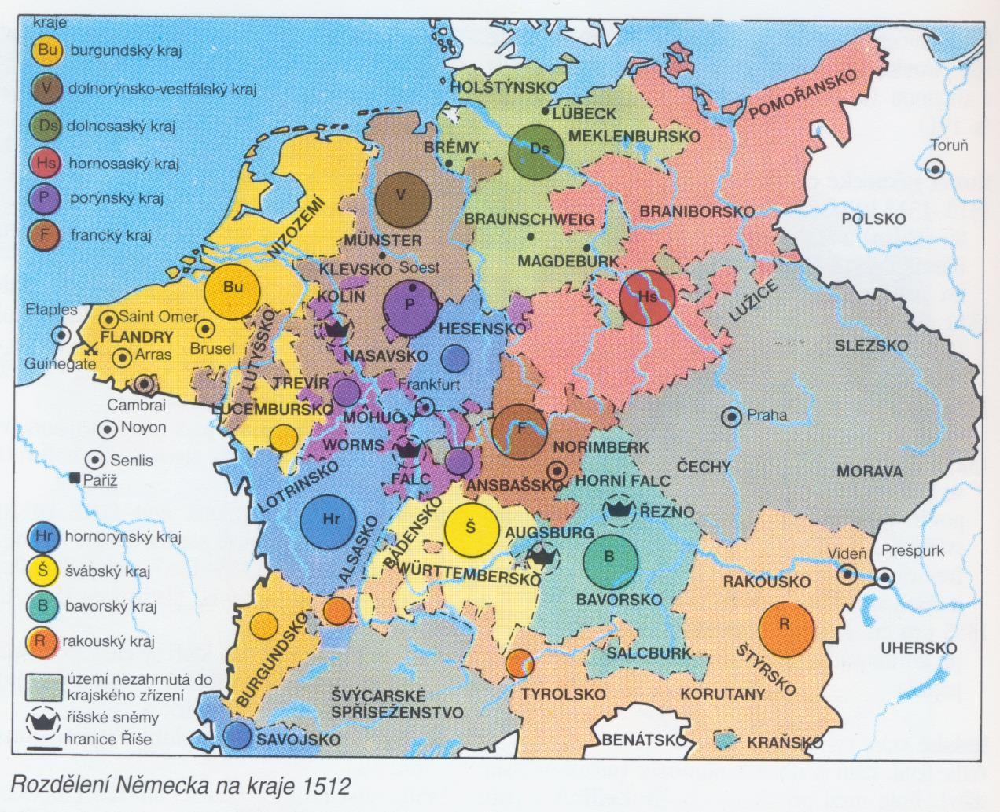 kraje
Bu burgundský kraj
V dolnorýnsko-vestfálský kraj
Ds dolnosaský kraj
Hs hornosaský kraj
P porýnský kraj
F francký kraj
HOLŠTÝNSKO
POMOŘANSKO
LÜBECK
MEKLENBURSKO
Ds
BRÉMY
Toruň
V
NIZOZEMÍ
BRAUNSCHWEIG
BRANIBORSKO
POLSKO
MÜNSTER
MAGDEBURK
KLEVSKO
Soest
Bu
KOLÍN
P
Hs
LUŽICE
Etaples
Saint Omer
FLANDRY
Brusel
LUTYŠSKO
HESENSKO
SLEZSKO
Guinegate
Arras
NASAVSKO
TREVÍR
Frankfurt
Cambrai
LUCEMBURSKO
MOHUČ
Praha
Noyon
F
WORMS
NORIMBERK
Senlis
FALC
ANSBAŠSKO
HORNÍ FALC
ČECHY
MORAVA
Paříž
LOTRINSKO
ŘEZNO
Hr
ALSASKO
BÁDENSKO
Š
AUGSBURG
B
Vídeň
Prešpurk
Hr hornorýnský kraj
Š švábský kraj
B bavorský kraj
R rakouský kraj
WÜRTTEMBERSKO
BAVORSKO
RAKOUSKO
R
BURGUNDSKO
SALCBURK
ŠTÝRSKO
UHERSKO
území nezahrnutá do
krajského zřízení
říšské sněmy
hranice Říše
ŠVÝCARSKÉ
SPŘÍSEŽENSTVO
TYROLSKO
KORUTANY
SAVOJSKO
BENÁTSKO
KRAŇSKO
Rozdělení Německa na kraje 1512